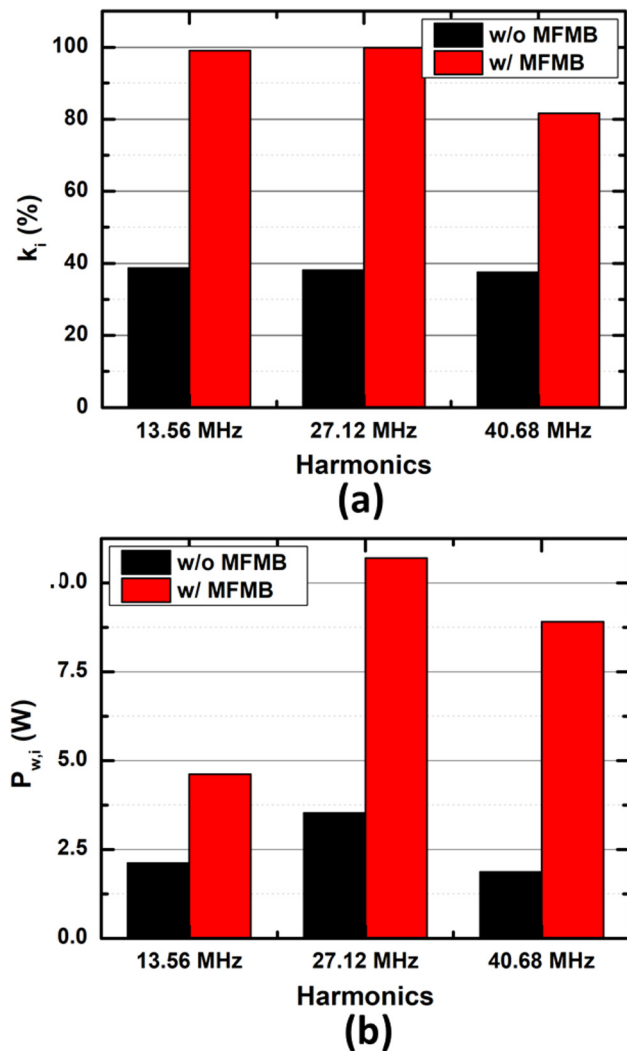 100
80
60
40
20
0
k_i (%)
w/o MFMB
w/ MFMB
13.56 MHz
27.12 MHz
40.68 MHz
Harmonics
(a)
.0.0
7.5
5.0
2.5
0.0
P_w,i (W)
w/o MFMB
w/ MFMB
13.56 MHz
27.12 MHz
40.68 MHz
Harmonics
(b)